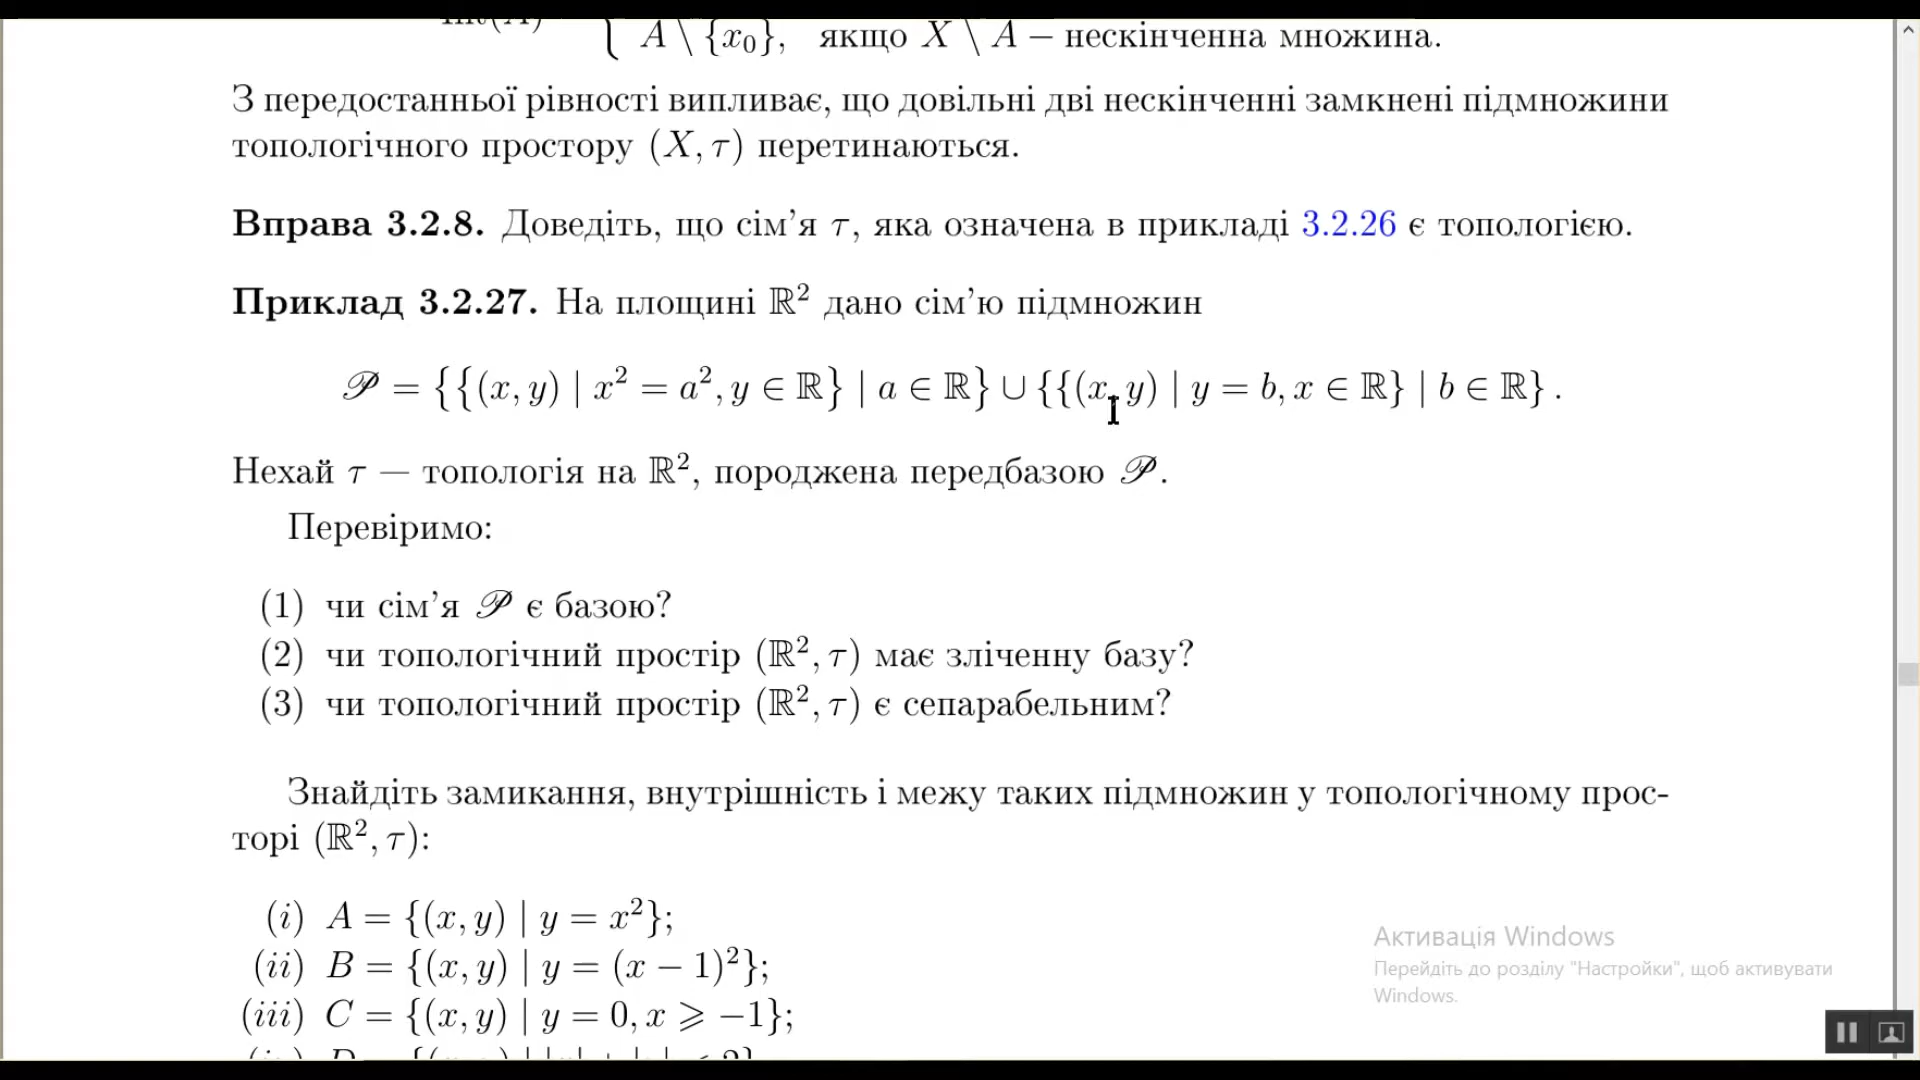 A \ {x₀}, якщо X \ A – нескінченна множина.
З передостанньої рівності випливає, що довільні дві нескінченні замкнені підмножини
топологічного простору (X, τ) перетинаються.
Вправа 3.2.8. Доведіть, що сім'я τ, яка означена в прикладі 3.2.26 є топологією.
Приклад 3.2.27. На площині ℝ² дано сім'ю підмножин
𝒫 = {{(x, y) | x² = a², y ∈ ℝ} | a ∈ ℝ} ∪ {{(x, y) | y = b, x ∈ ℝ} | b ∈ ℝ} .
Нехай τ — топологія на ℝ², породжена передбазою 𝒫.
Перевіримо:
(1) чи сім'я 𝒫 є базою?
(2) чи топологічний простір (ℝ², τ) має зліченну базу?
(3) чи топологічний простір (ℝ², τ) є сепарабельним?
Знайдіть замикання, внутрішність і межу таких підмножин у топологічному прос-
торі (ℝ², τ):
(i) A = {(x, y) | y = x²};
(ii) B = {(x, y) | y = (x − 1)²};
(iii) C = {(x, y) | y = 0, x ⩾ −1};
Активація Windows
Перейдіть до розділу "Настройки", щоб активувати
Windows.